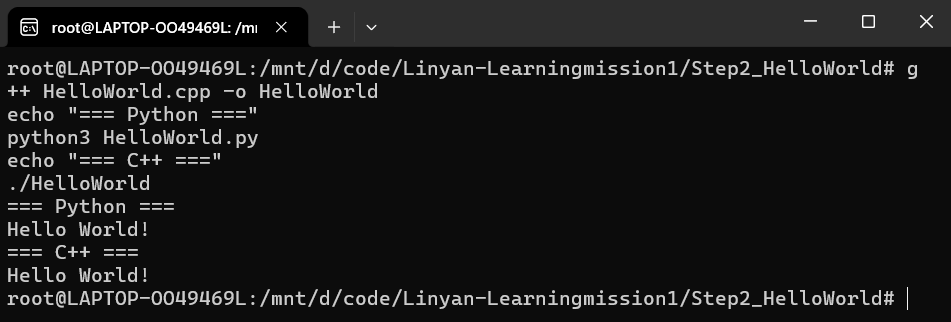 root@LAPTOP-OO49469L: /mı
root@LAPTOP-OO49469L:/mnt/d/code/Linyan-Learningmission1/Step2_HelloWorld# g
++ HelloWorld.cpp -o HelloWorld
echo "=== Python ==="
python3 HelloWorld.py
echo "=== C++ ==="
./HelloWorld
=== Python ===
Hello World!
=== C++ ===
Hello World!
root@LAPTOP-OO49469L:/mnt/d/code/Linyan-Learningmission1/Step2_HelloWorld#